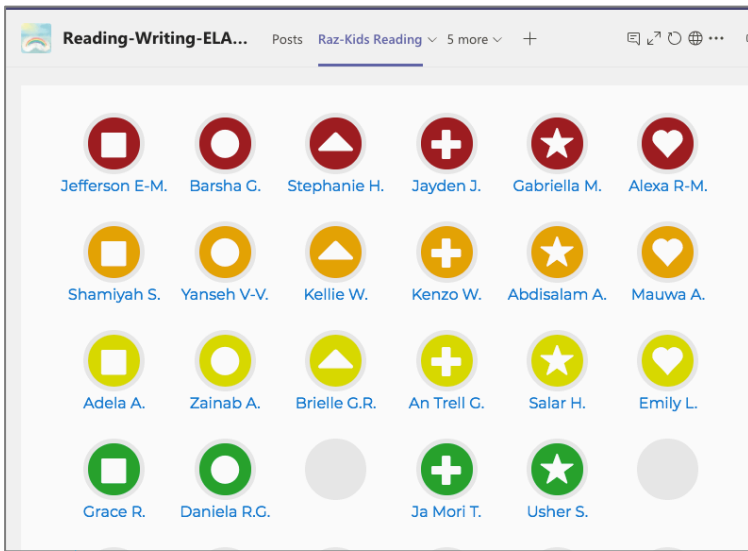 Reading-Writing-ELA... Posts Raz-Kids Reading 5 more
Jefferson E-M. Barsha G. Stephanie H. Jayden J. Gabriella M. Alexa R-M.
Shamiyah S. Yanseh V-V. Kellie W. Kenzo W. Abdisalam A. Mauwa A.
Adela A. Zainab A. Brielle G.R. An Trell G. Salar H. Emily L.
Grace R. Daniela R.G. Ja Mori T. Usher S.